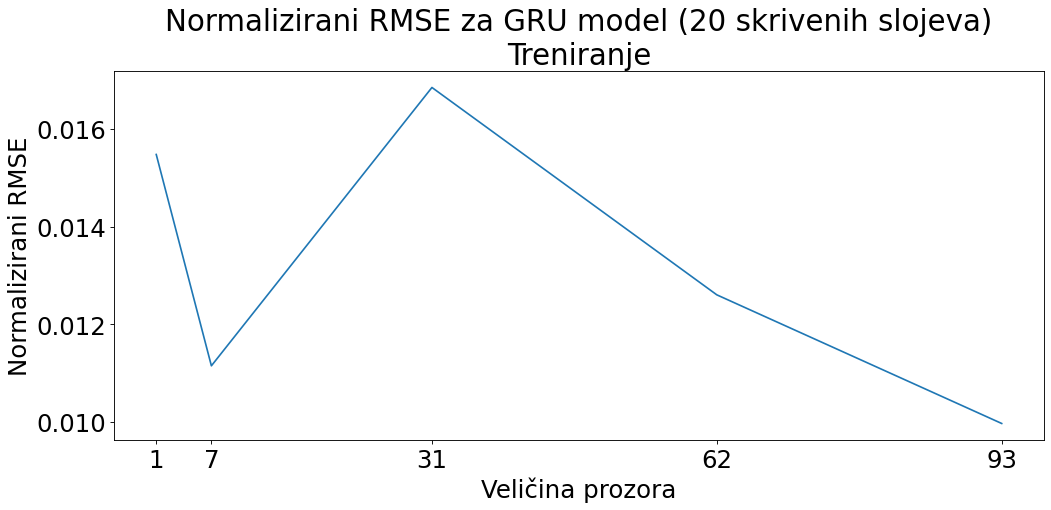 Normalizirani RMSE za GRU model (20 skrivenih slojeva)
Treniranje
Normalizirani RMSE
0.016
0.014
0.012
0.010
1 7 31 62 93
Veličina prozora